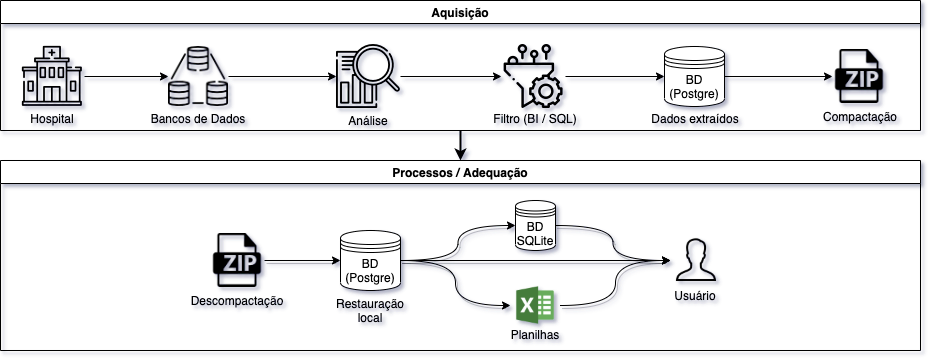 Aquisição
ZIP
BD
(Postgre)
Hospital
Bancos de Dados
Análise
Filtro (BI / SQL)
Dados extraídos
Compactação
Processos / Adequação
BD
SQLite
ZIP
BD
(Postgre)
Descompactação
Restauração
local
X
Planilhas
Usuário